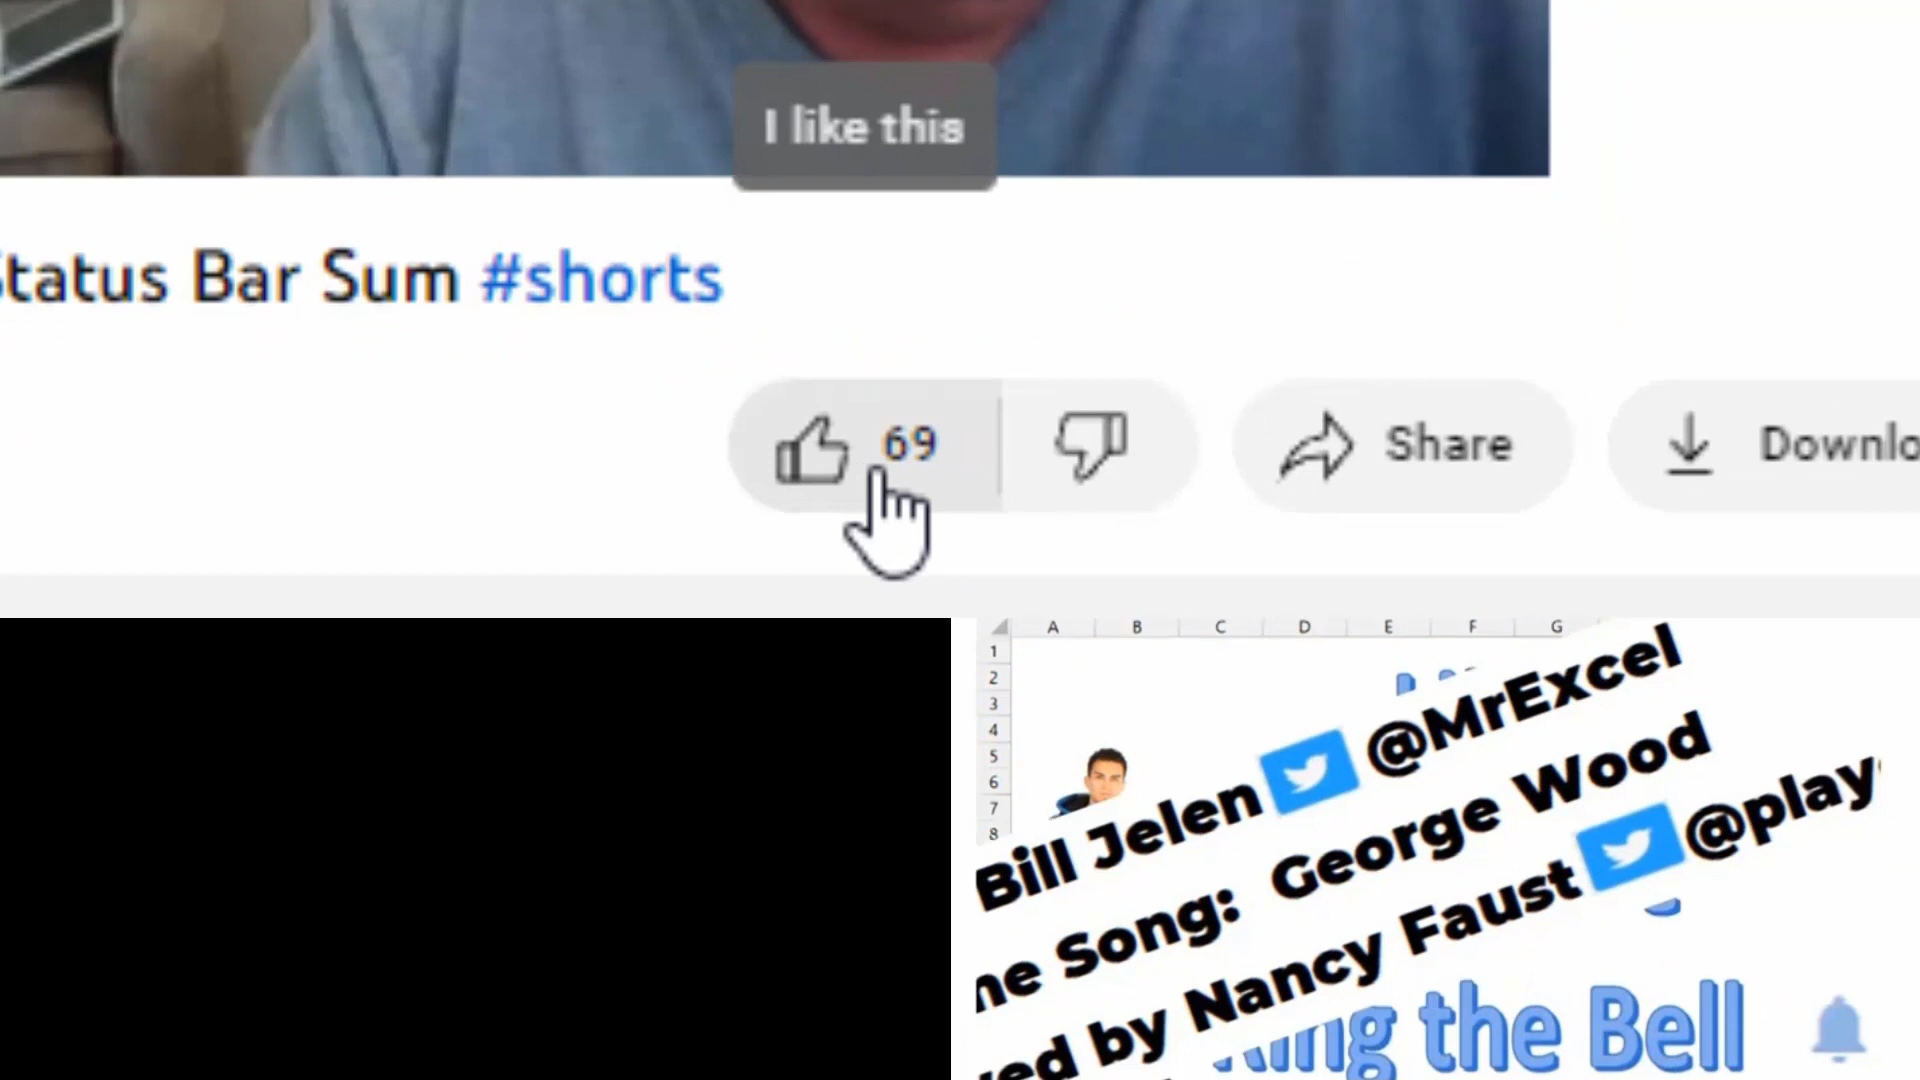 I like this
tatus Bar Sum #shorts
69
Share
Downlo
A B C D E F G
1
2
3
4
5
6
7
8
Bill Jelen @MrExcel
ne Song: George Wood
ved by Nancy Faust @play
the Bell